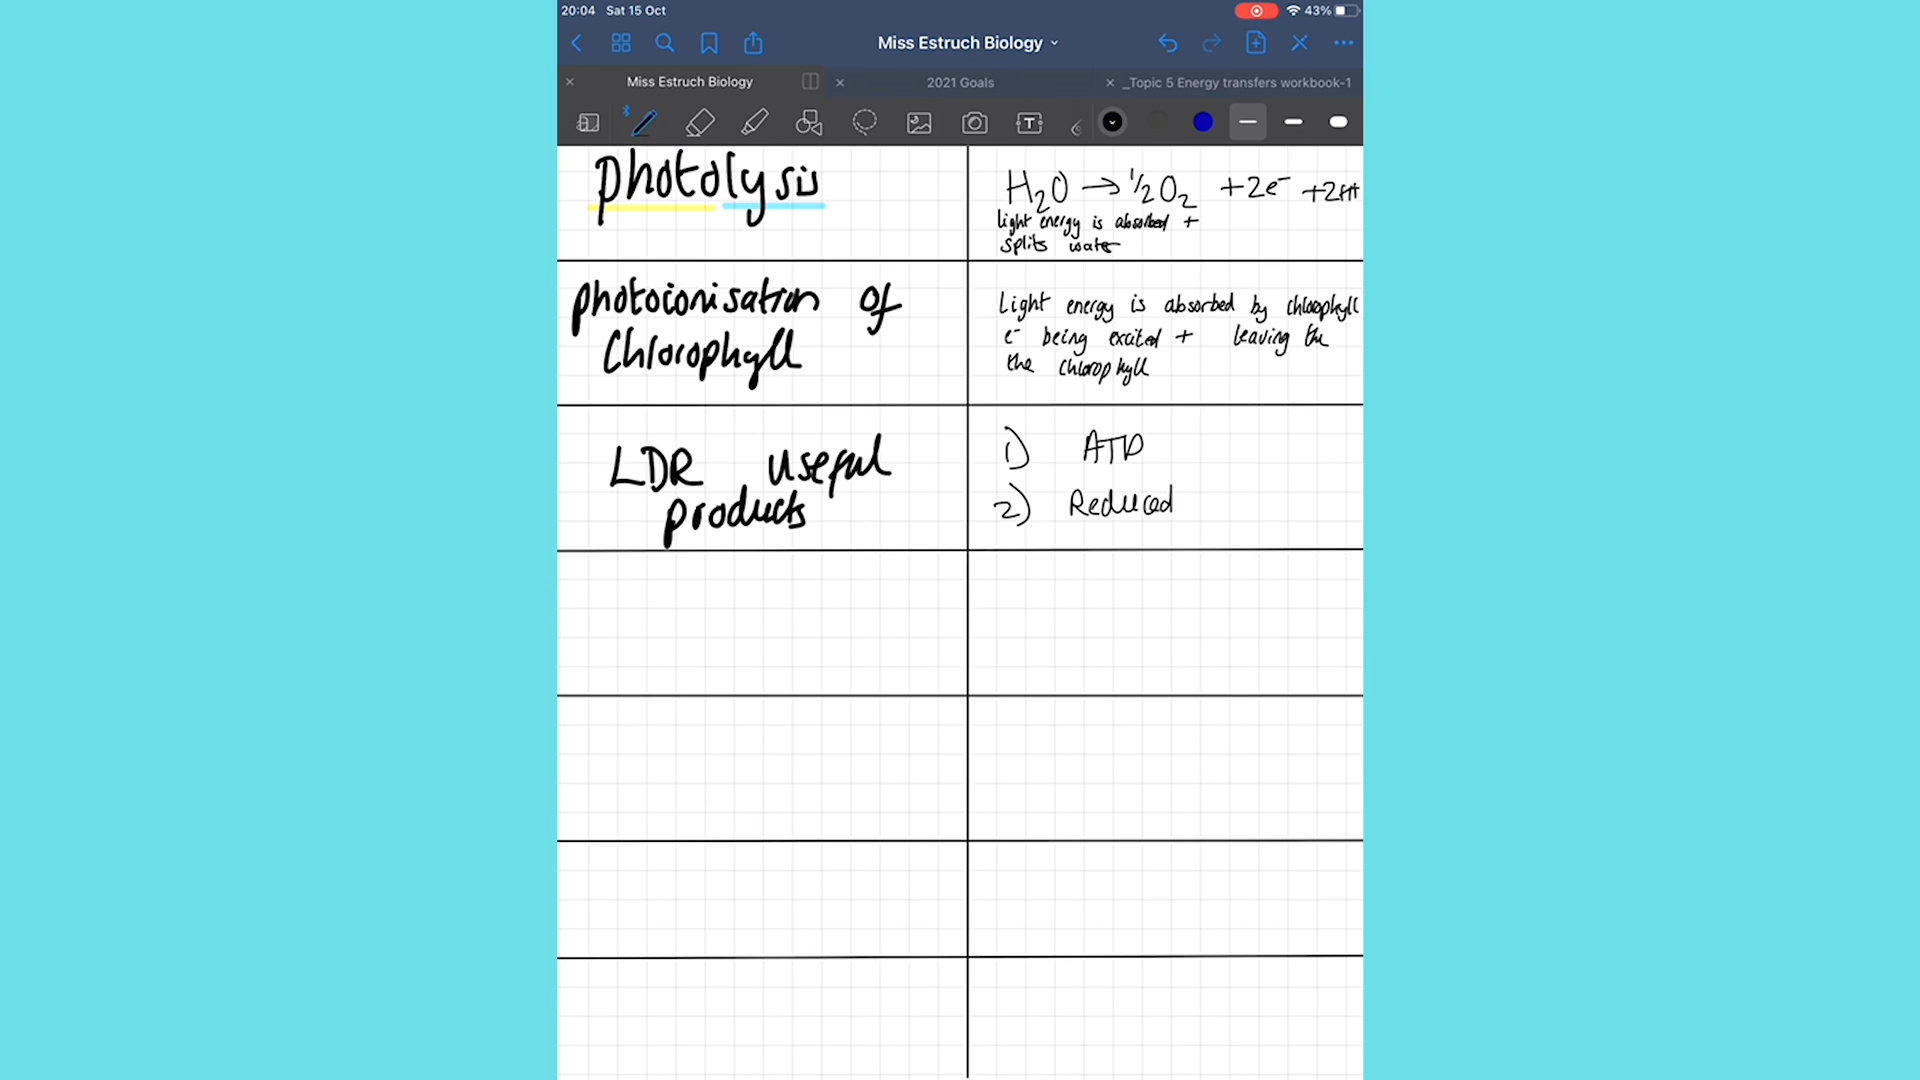 20:04 Sat 15 Oct
43%
Miss Estruch Biology
Miss Estruch Biology
2021 Goals
_Topic 5 Energy transfers workbook-1
photolysis
H2O → 1/2O2 +2e- +2H+
light energy is absorbed +
splits water
photoionisation of
Chlorophyll
Light energy is absorbed by chlorophyll
e- being excited + leaving the
the chlorophyll
LDR useful
products
1) ATP
2) Reduced